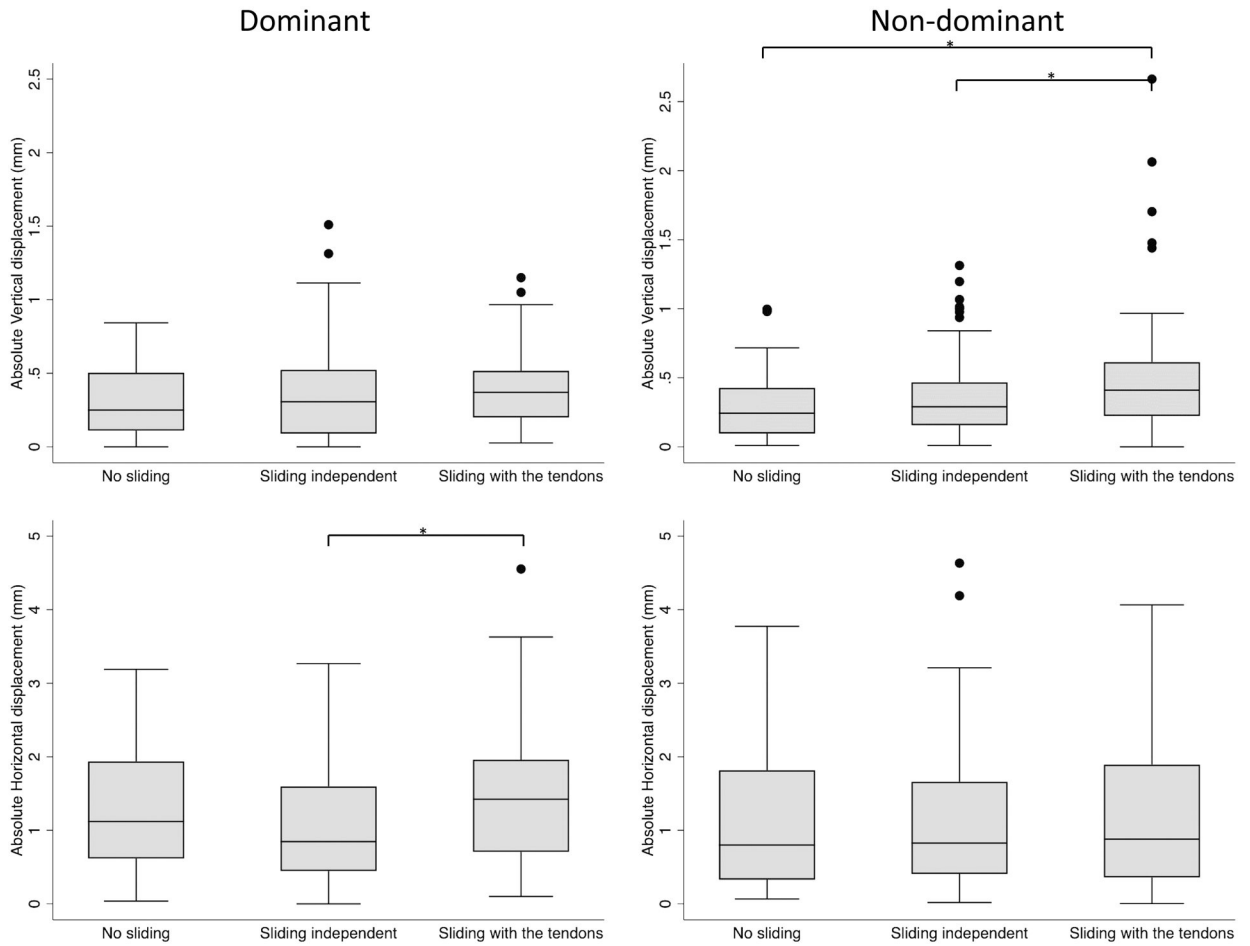 Dominant
Non-dominant
Absolute Vertical displacement (mm)
2.5
2
1.5
1
.5
0
No sliding Sliding independent Sliding with the tendons
*
*
Absolute Vertical displacement (mm)
2.5
2
1.5
1
.5
0
No sliding Sliding independent Sliding with the tendons
*
Absolute Horizontal displacement (mm)
5
4
3
2
1
0
No sliding Sliding independent Sliding with the tendons
Absolute Horizontal displacement (mm)
5
4
3
2
1
0
No sliding Sliding independent Sliding with the tendons